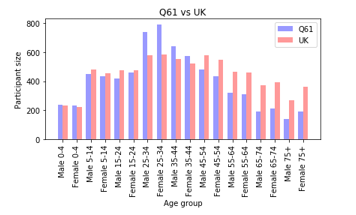 Q61 vs UK
Q61
UK
Participant size
800
600
400
200
0
Male 0-4
Female 0-4
Male 5-14
Female 5-14
Male 15-24
Female 15-24
Male 25-34
Female 25-34
Male 35-44
Female 35-44
Male 45-54
Female 45-54
Male 55-64
Female 55-64
Male 65-74
Female 65-74
Male 75+
Female 75+
Age group